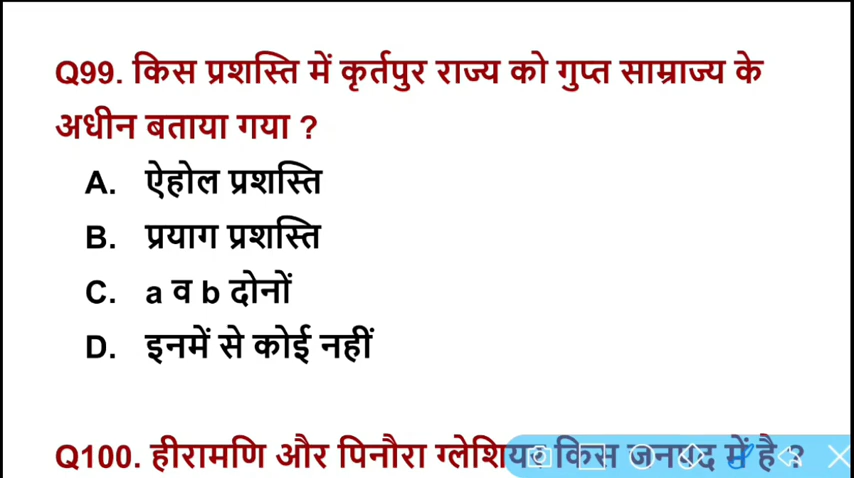 Q99. किस प्रशस्ति में कृर्तपुर राज्य को गुप्त साम्राज्य के
अधीन बताया गया ?
A. ऐहोल प्रशस्ति
B. प्रयाग प्रशस्ति
C. a व b दोनों
D. इनमें से कोई नहीं
Q100. हीरामणि और पिनौरा ग्लेशियर किस जनपद में है ?